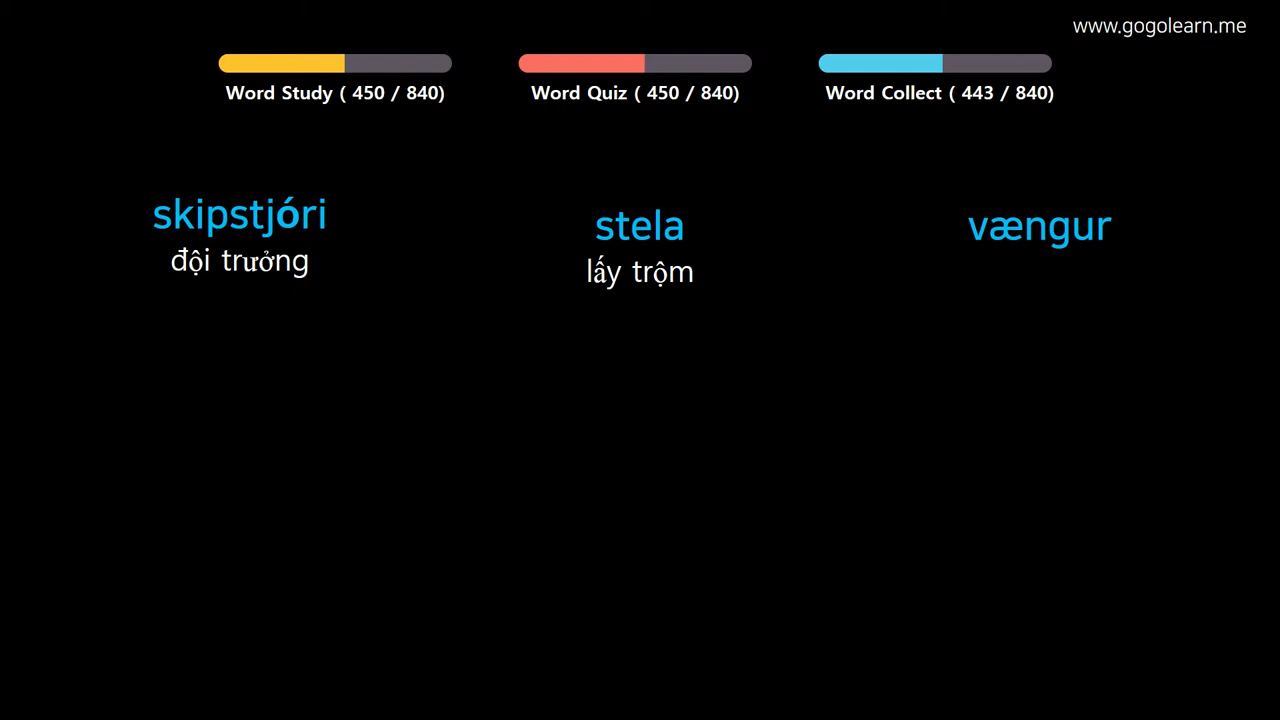 www.gogolearn.me
Word Study ( 450 / 840)
Word Quiz ( 450 / 840)
Word Collect ( 443 / 840)
skipstjóri
đội trưởng
stela
lấy trộm
vængur